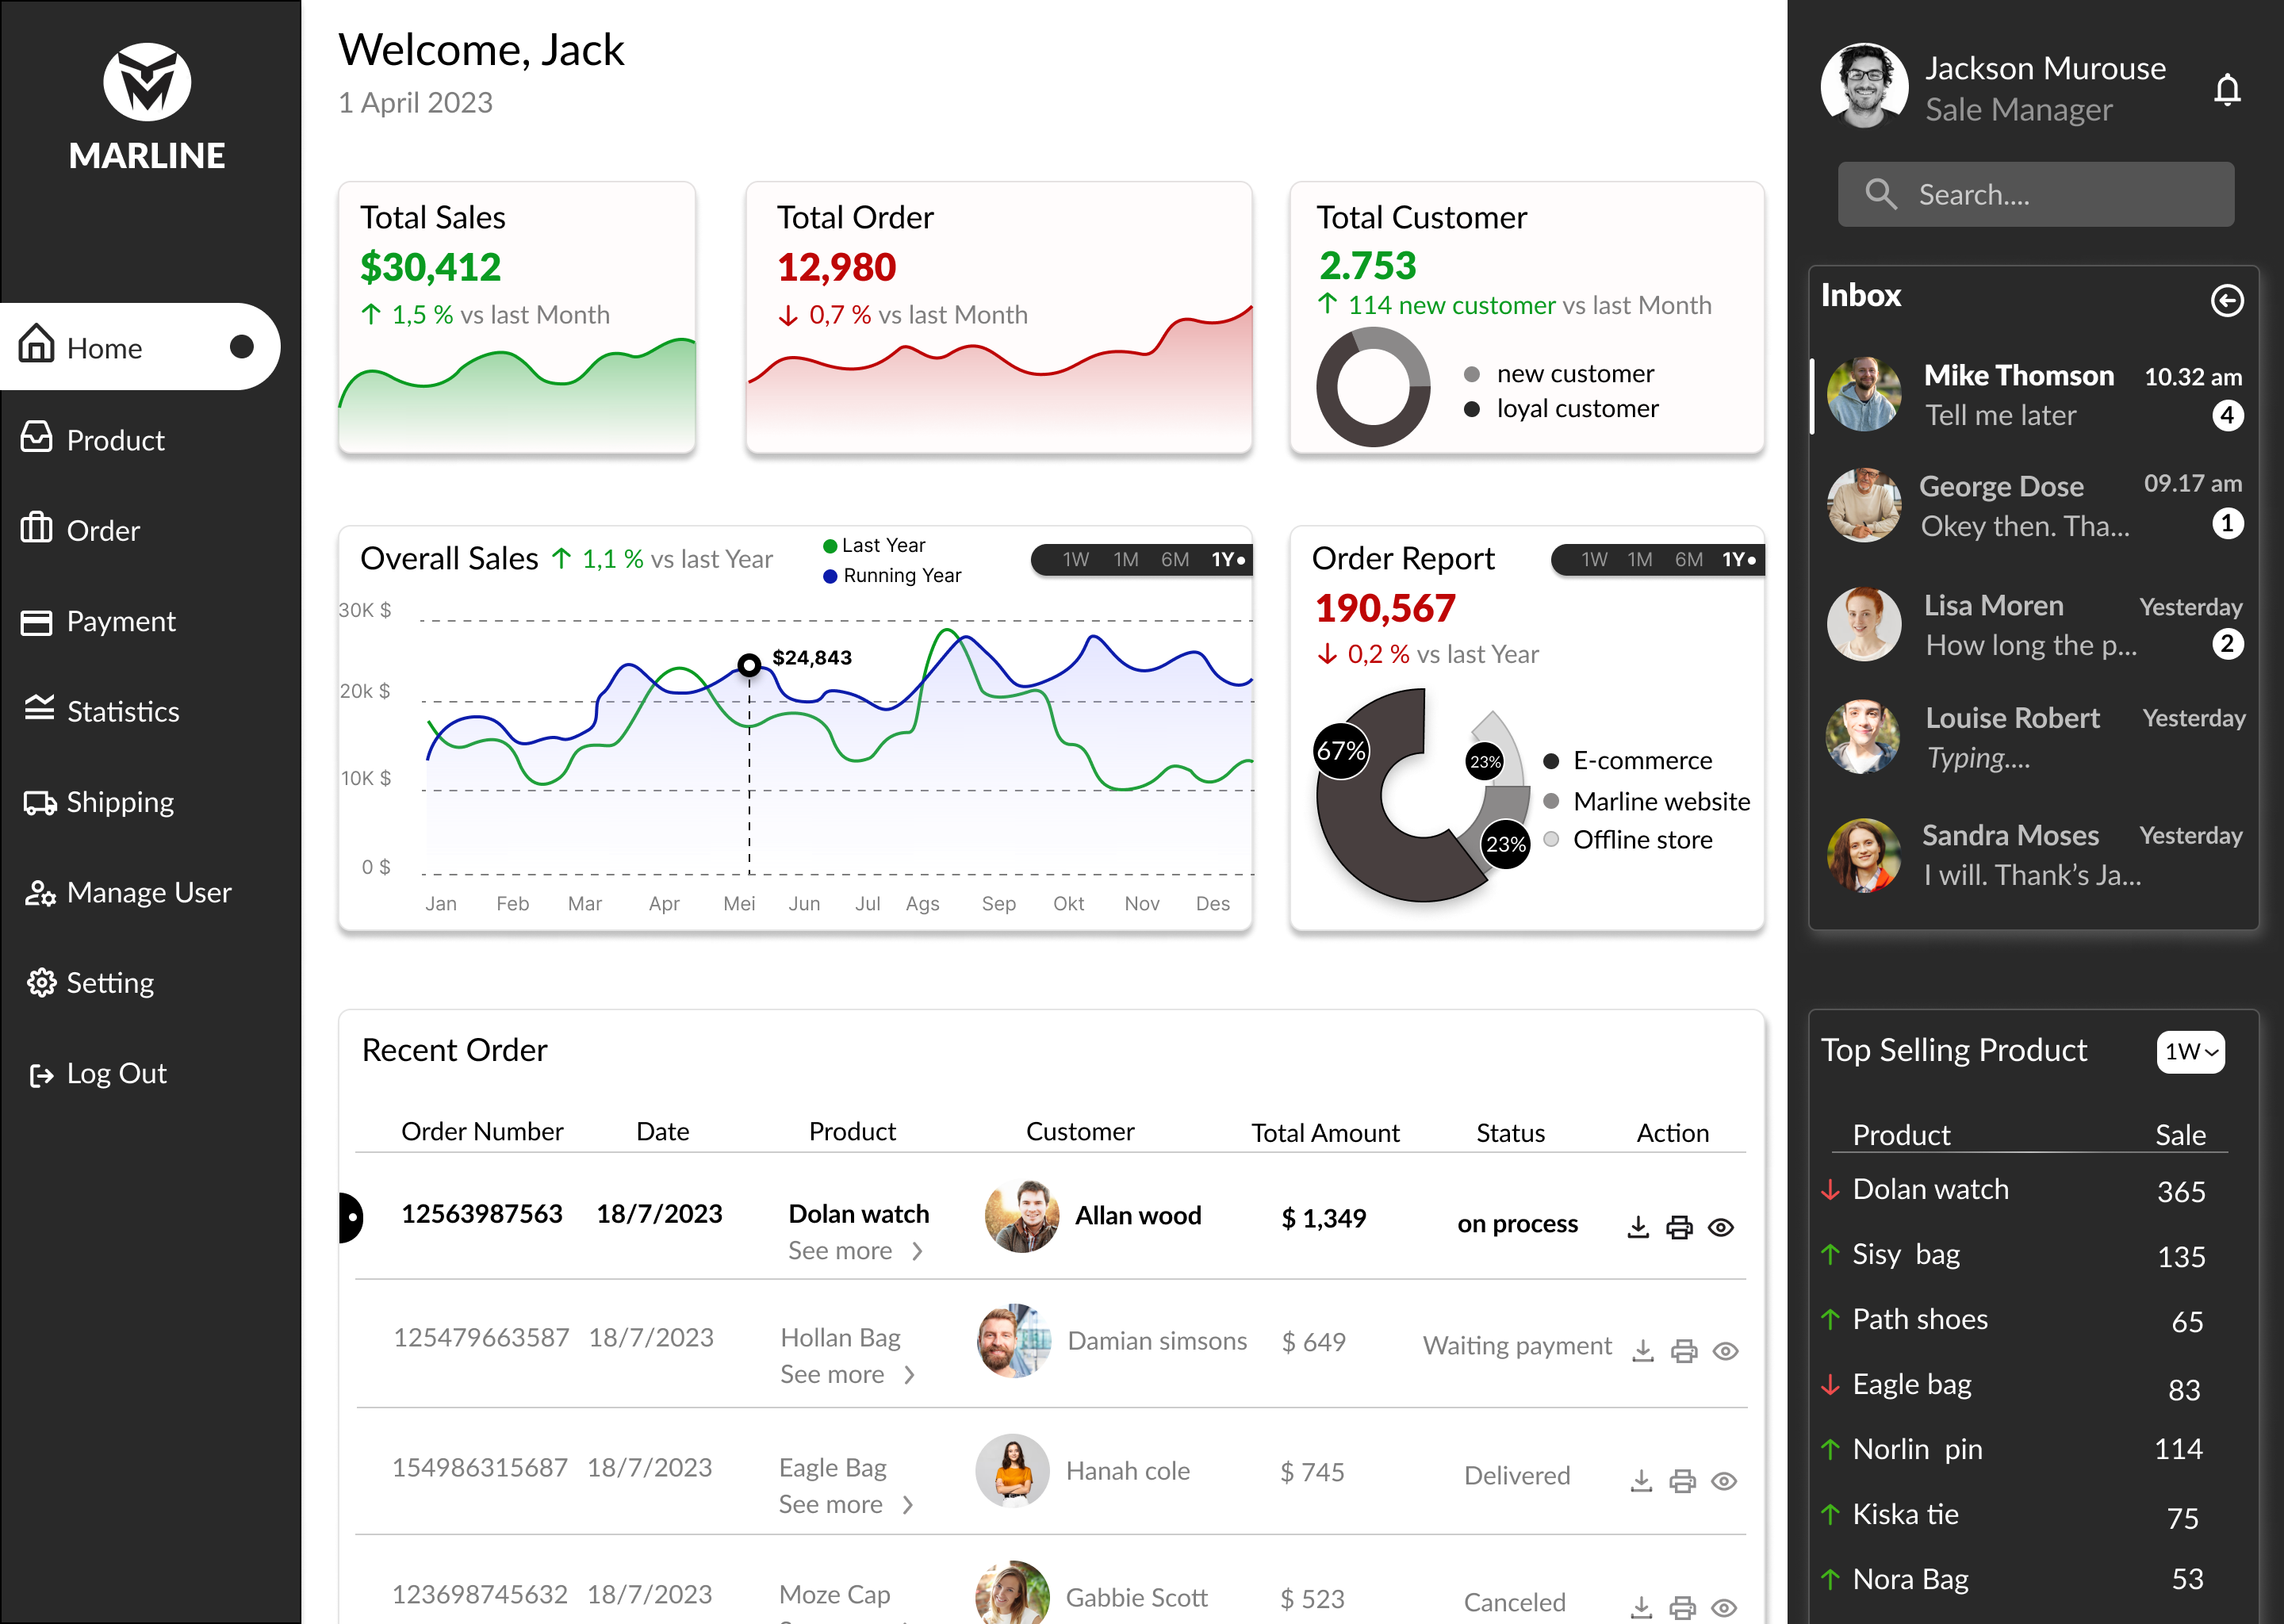 MARLINE
Home
Product
Order
Payment
Statistics
Shipping
Manage User
Setting
Log Out
Welcome, Jack
1 April 2023
Total Sales
$30,412
1,5 % vs last Month
Total Order
12,980
0,7 % vs last Month
Total Customer
2.753
114 new customer vs last Month
new customer
loyal customer
Overall Sales 1,1 % vs last Year
Last Year
Running Year
1W 1M 6M 1Y
30K $
20k $
10K $
0 $
$24,843
Jan Feb Mar Apr Mei Jun Jul Ags Sep Okt Nov Des
Order Report
1W 1M 6M 1Y
190,567
0,2 % vs last Year
67%
23%
23%
E-commerce
Marline website
Offline store
Recent Order
Order Number Date Product Customer Total Amount Status Action
12563987563 18/7/2023 Dolan watch Allan wood $ 1,349 on process
See more
125479663587 18/7/2023 Hollan Bag Damian simsons $ 649 Waiting payment
See more
154986315687 18/7/2023 Eagle Bag Hanah cole $ 745 Delivered
See more
123698745632 18/7/2023 Moze Cap Gabbie Scott $ 523 Canceled
Jackson Murouse
Sale Manager
Search....
Inbox
Mike Thomson 10.32 am
Tell me later 4
George Dose 09.17 am
Okey then. Tha... 1
Lisa Moren Yesterday
How long the p... 2
Louise Robert Yesterday
Typing....
Sandra Moses Yesterday
I will. Thank’s Ja...
Top Selling Product 1W
Product Sale
Dolan watch 365
Sisy bag 135
Path shoes 65
Eagle bag 83
Norlin pin 114
Kiska tie 75
Nora Bag 53